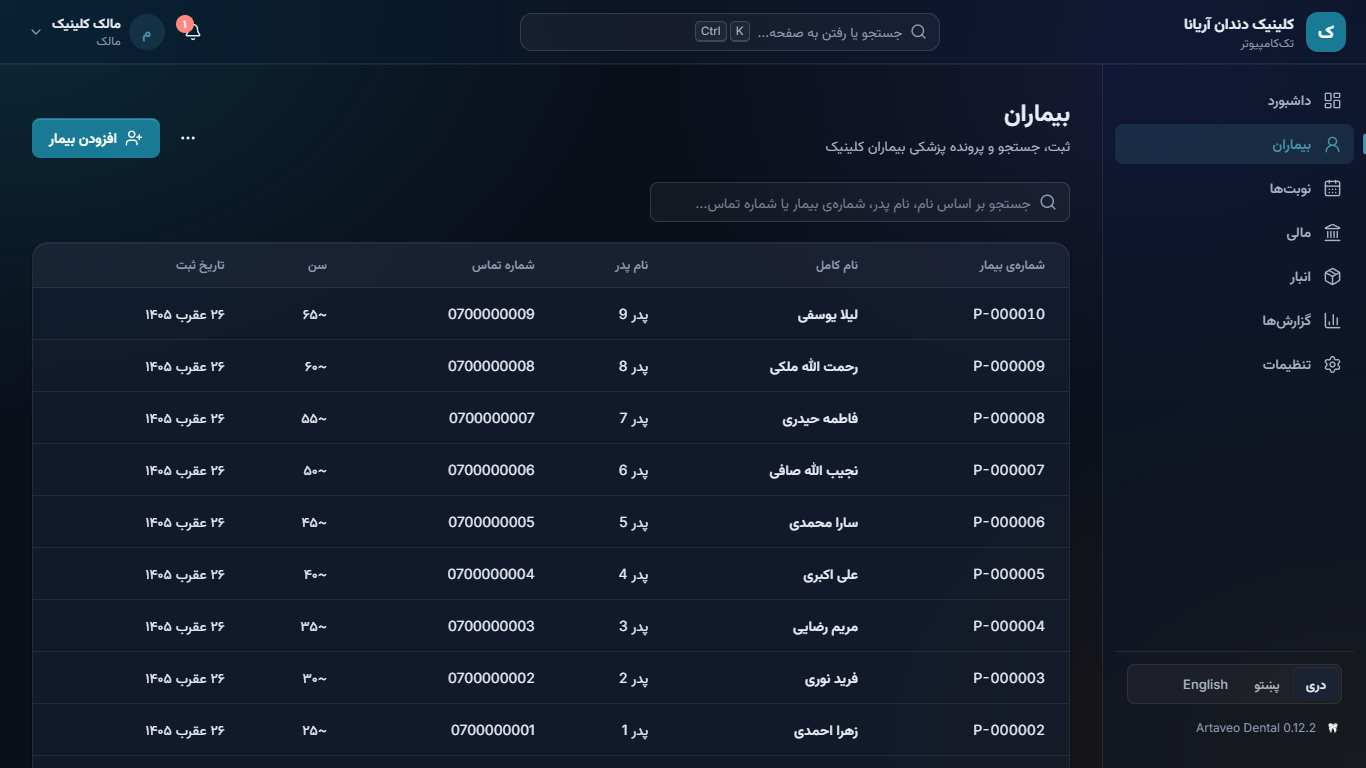 کلینیک دندان آریانا
تک‌کامپیوتر
جستجو یا رفتن به صفحه... Ctrl K
۱
م
مالک کلینیک
مالک
ک
داشبورد
بیماران
نوبت‌ها
مالی
انبار
گزارش‌ها
تنظیمات
دری پښتو English
Artaveo Dental 0.12.2
بیماران
ثبت، جستجو و پرونده پزشکی بیماران کلینیک
افزودن بیمار
جستجو بر اساس نام، نام پدر، شماره‌ی بیمار یا شماره تماس...
شماره‌ی بیمار نام کامل نام پدر شماره تماس سن تاریخ ثبت
P-000010 لیلا یوسفی پدر 9 0700000009 ~۶۵ ۲۶ عقرب ۱۴۰۵
P-000009 رحمت الله ملکی پدر 8 0700000008 ~۶۰ ۲۶ عقرب ۱۴۰۵
P-000008 فاطمه حیدری پدر 7 0700000007 ~۵۵ ۲۶ عقرب ۱۴۰۵
P-000007 نجیب الله صافی پدر 6 0700000006 ~۵۰ ۲۶ عقرب ۱۴۰۵
P-000006 سارا محمدی پدر 5 0700000005 ~۴۵ ۲۶ عقرب ۱۴۰۵
P-000005 علی اکبری پدر 4 0700000004 ~۴۰ ۲۶ عقرب ۱۴۰۵
P-000004 مریم رضایی پدر 3 0700000003 ~۳۵ ۲۶ عقرب ۱۴۰۵
P-000003 فرید نوری پدر 2 0700000002 ~۳۰ ۲۶ عقرب ۱۴۰۵
P-000002 زهرا احمدی پدر 1 0700000001 ~۲۵ ۲۶ عقرب ۱۴۰۵